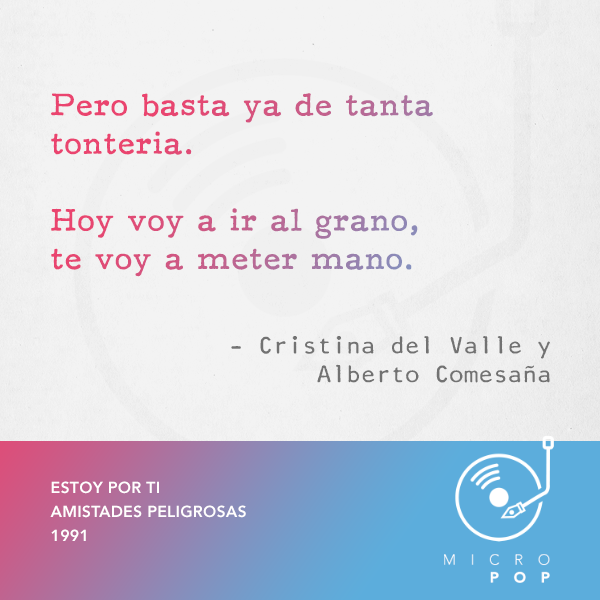 Pero basta ya de tanta
tonteria.
Hoy voy a ir al grano,
te voy a meter mano.
– Cristina del Valle y
Alberto Comesaña
ESTOY POR TI
AMISTADES PELIGROSAS
1991
MICRO
POP